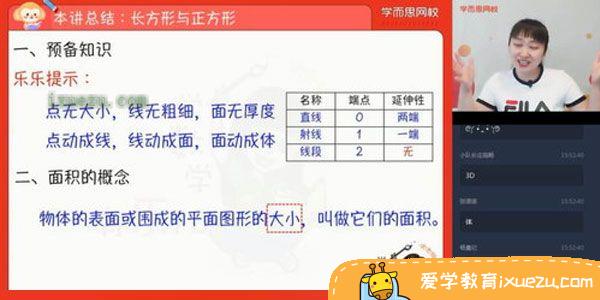 本讲总结：长方形与正方形
学而思网校
学而思网校
一、预备知识
乐乐提示：
ixuezu.com
点无大小，线无粗细，面无厚度
点动成线，线动成面，面动成体
名称 端点 延伸性
直线 0 两端
射线 1 一端
线段 2 无
二、面积的概念
物体的表面或围成的平面图形的大小，叫做它们的面积。
FILA
15:52:40
15:52:40
3D
15:52:40
体
15:52:40
爱学教育ixuezu.com